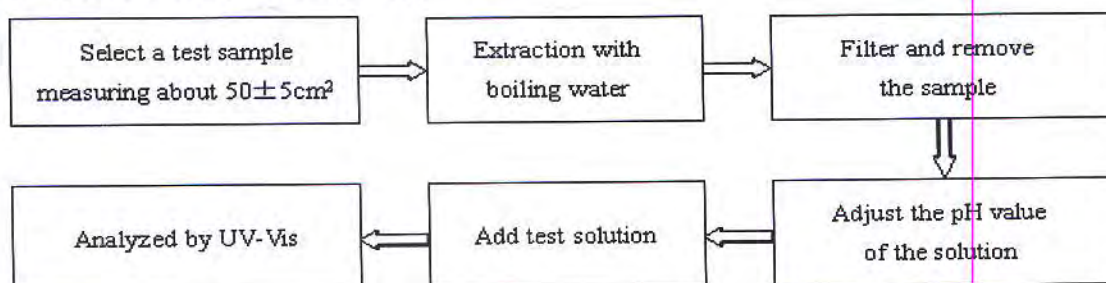 Select a test sample
measuring about 50±5cm²
Extraction with
boiling water
Filter and remove
the sample
Adjust the pH value
of the solution
Add test solution
Analyzed by UV-Vis